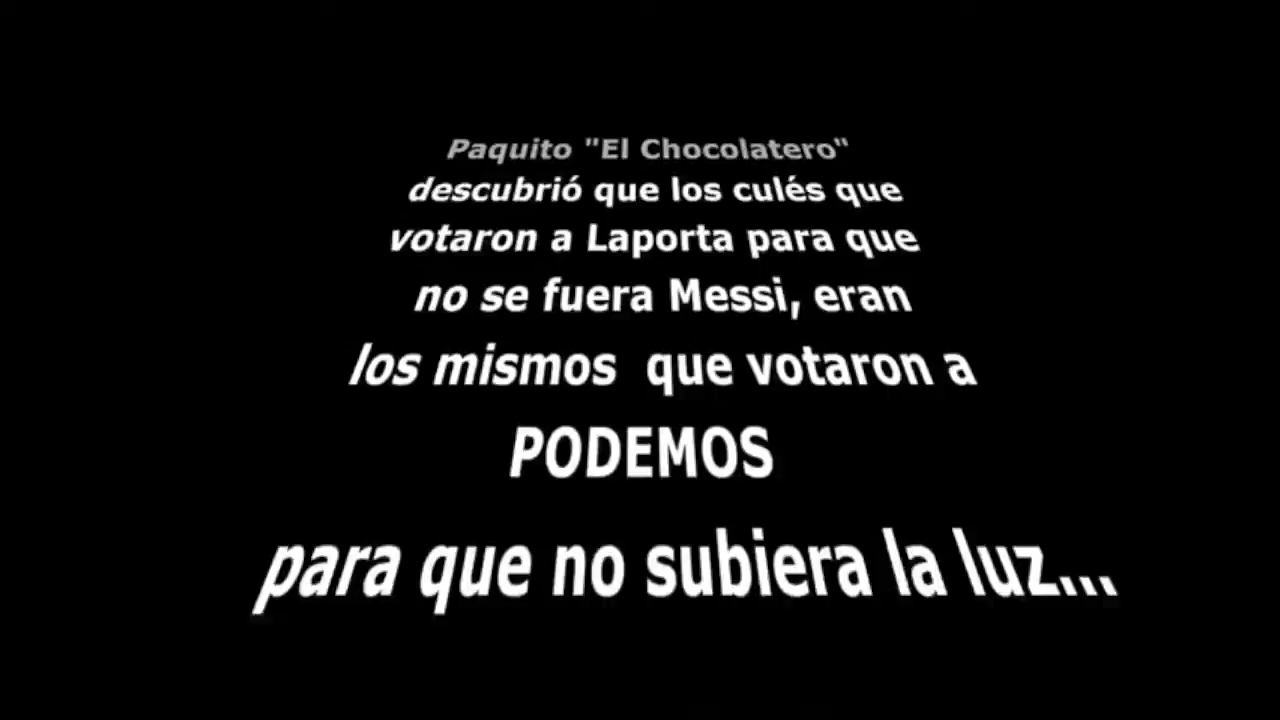 Paquito "El Chocolatero"
descubrió que los culés que
votaron a Laporta para que
no se fuera Messi, eran
los mismos que votaron a
PODEMOS
para que no subiera la luz...